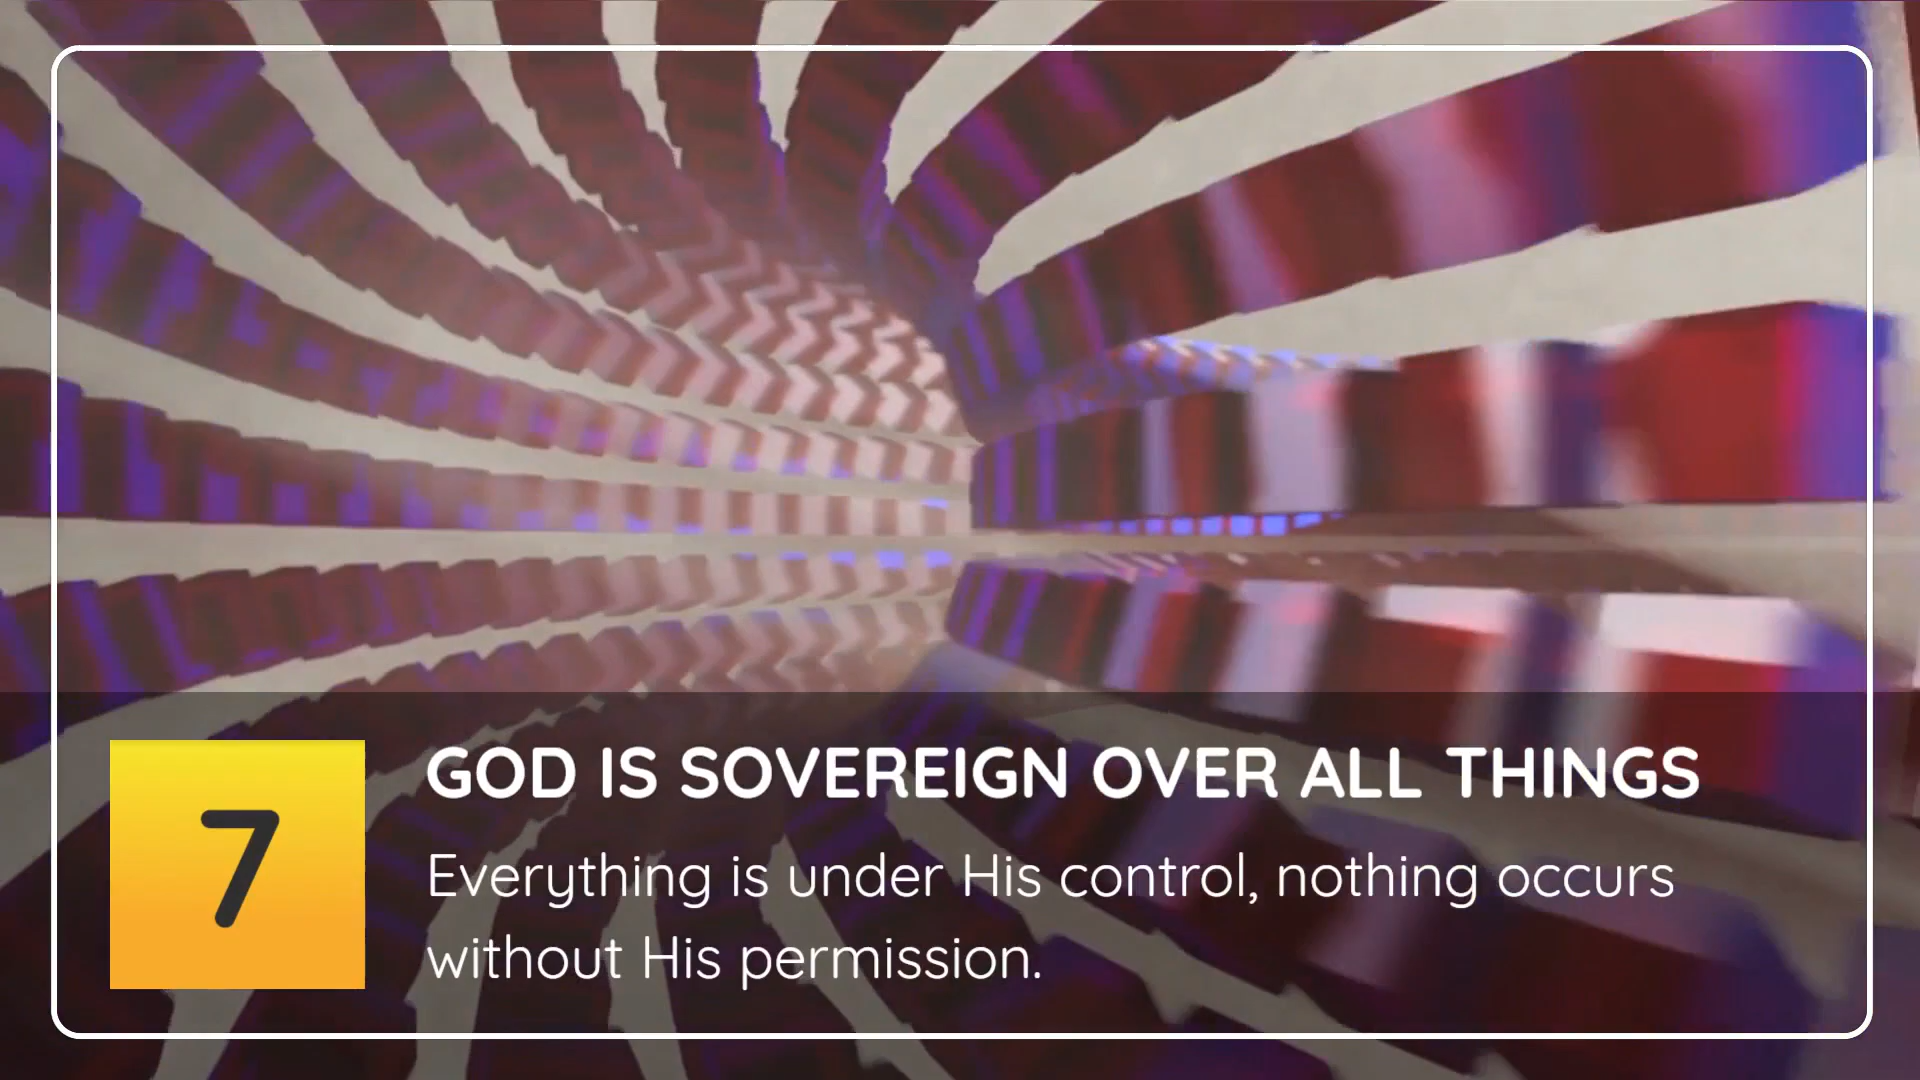 7
GOD IS SOVEREIGN OVER ALL THINGS
Everything is under His control, nothing occurs
without His permission.